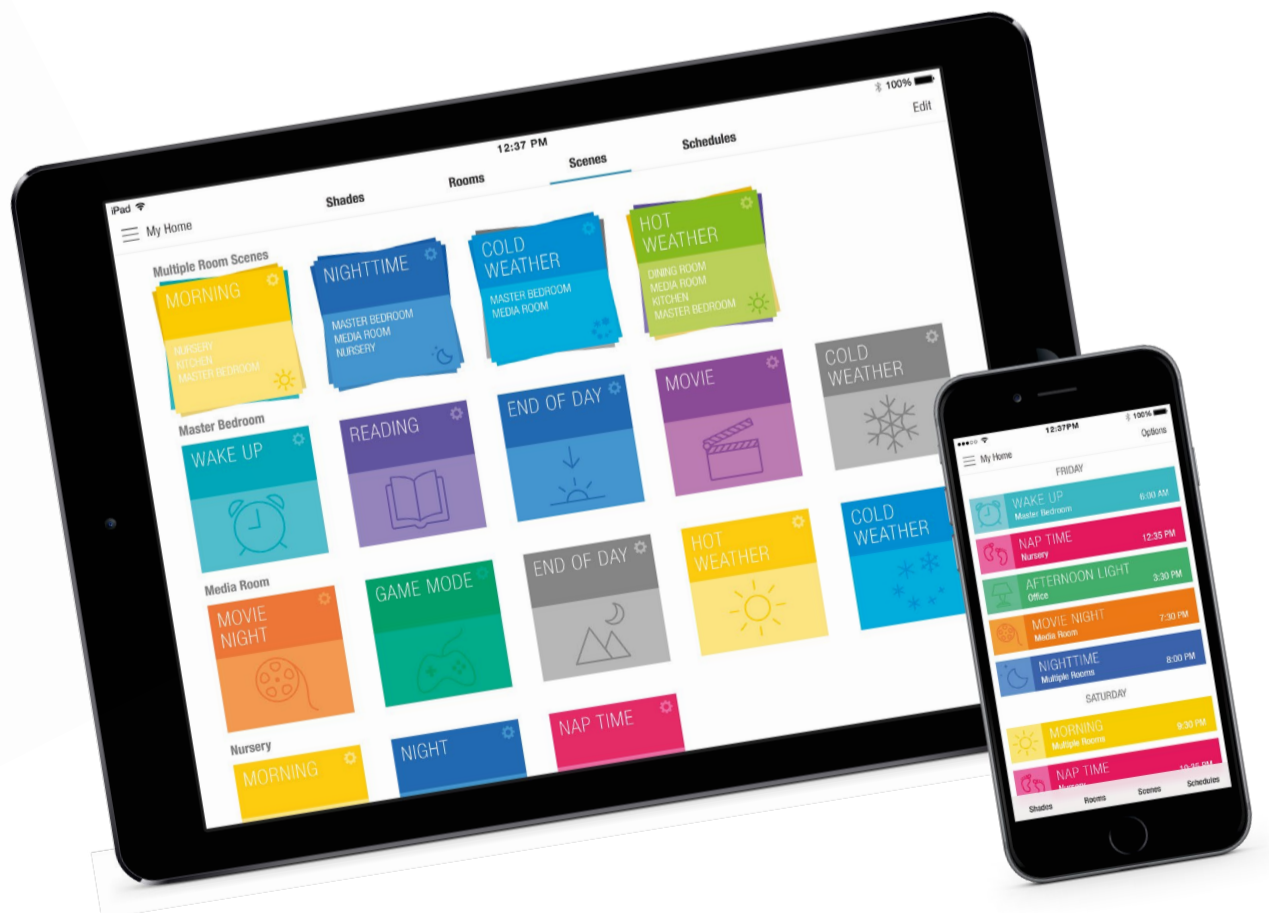 iPad
12:37 PM
100%
My Home
Shades
Rooms
Scenes
Schedules
Edit
Multiple Room Scenes
MORNING
NURSERY
KITCHEN
MASTER BEDROOM
NIGHTTIME
MASTER BEDROOM
MEDIA ROOM
NURSERY
COLD
WEATHER
MASTER BEDROOM
MEDIA ROOM
HOT
WEATHER
DINING ROOM
MEDIA ROOM
KITCHEN
MASTER BEDROOM
Master Bedroom
WAKE UP
READING
END OF DAY
MOVIE
COLD
WEATHER
Media Room
MOVIE
NIGHT
GAME MODE
END OF DAY
HOT
WEATHER
COLD
WEATHER
Nursery
MORNING
NIGHT
NAP TIME
12:37PM
100%
My Home
Options
FRIDAY
WAKE UP
Master Bedroom
6:00 AM
NAP TIME
Nursery
12:35 PM
AFTERNOON LIGHT
Office
3:30 PM
MOVIE NIGHT
Media Room
7:30 PM
NIGHTTIME
Multiple Rooms
8:00 PM
SATURDAY
MORNING
Multiple Rooms
9:30 PM
NAP TIME
Nursery
Shades
Rooms
Scenes
Schedules